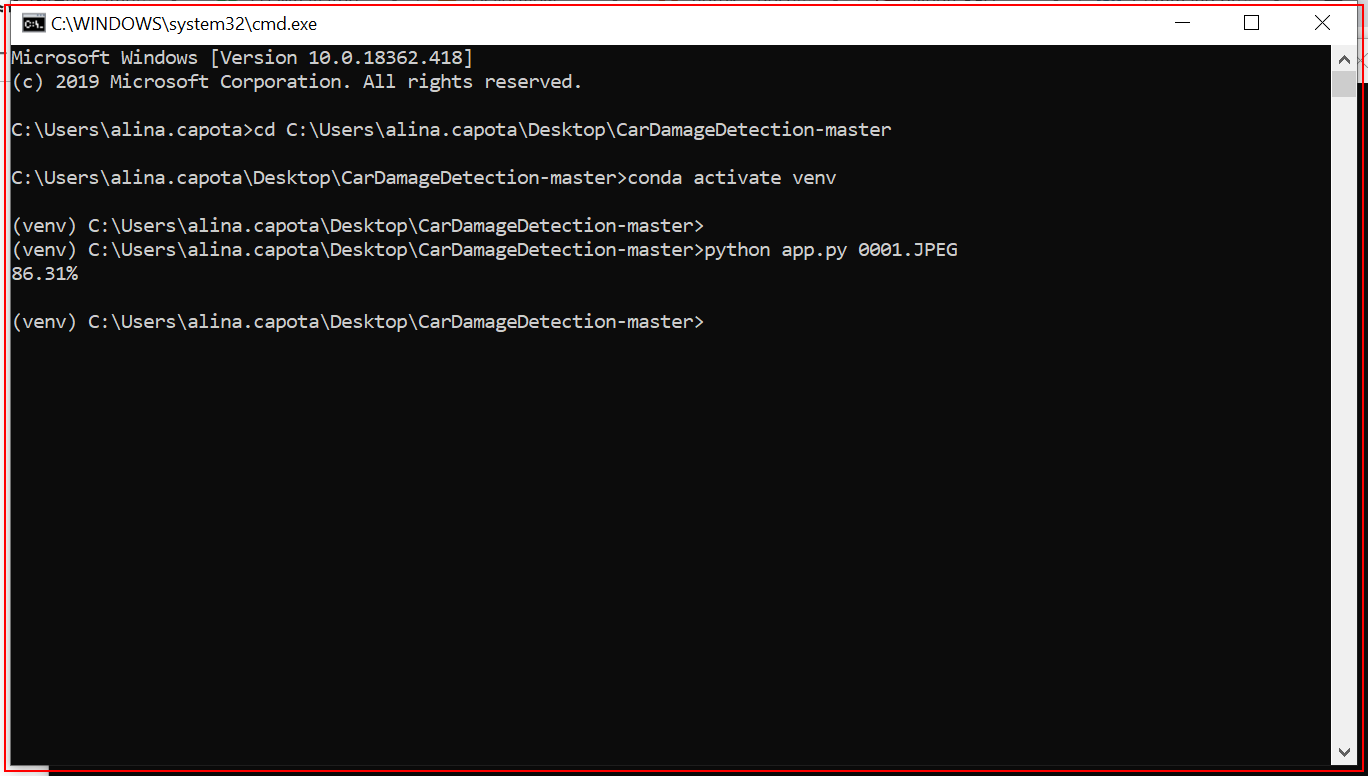 C:\WINDOWS\system32\cmd.exe
Microsoft Windows [Version 10.0.18362.418]
(c) 2019 Microsoft Corporation. All rights reserved.
C:\Users\alina.capota>cd C:\Users\alina.capota\Desktop\CarDamageDetection-master
C:\Users\alina.capota\Desktop\CarDamageDetection-master>conda activate venv
(venv) C:\Users\alina.capota\Desktop\CarDamageDetection-master>
(venv) C:\Users\alina.capota\Desktop\CarDamageDetection-master>python app.py 0001.JPEG
86.31%
(venv) C:\Users\alina.capota\Desktop\CarDamageDetection-master>